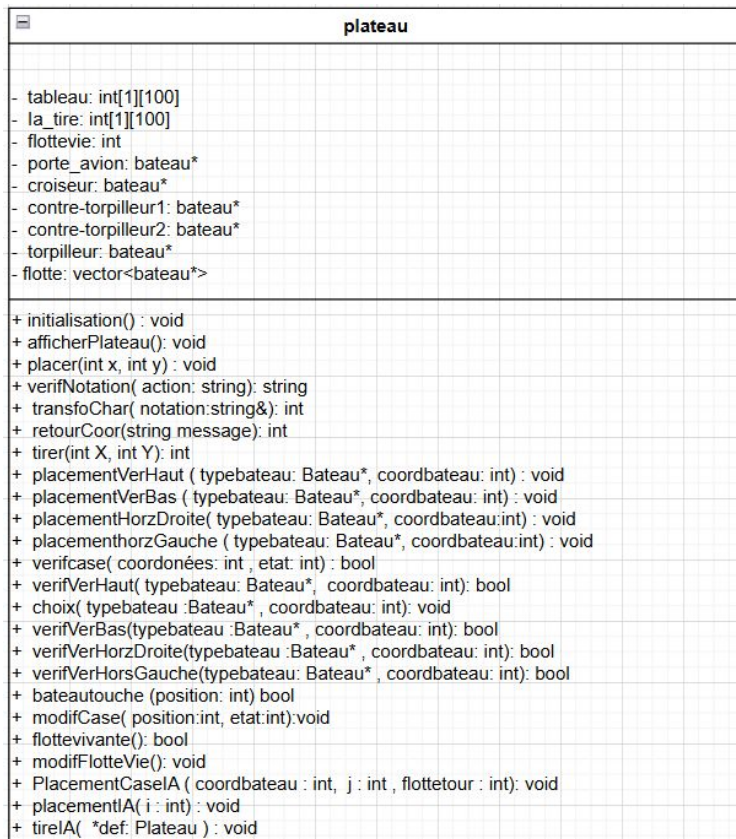 plateau
- tableau: int[1][100]
- Ia_tire: int[1][100]
- flottevie: int
- porte_avion: bateau*
- croiseur: bateau*
- contre-torpilleur1: bateau*
- contre-torpilleur2: bateau*
- torpilleur: bateau*
- flotte: vector<bateau*>
+ initialisation() : void
+ afficherPlateau(): void
+ placer(int x, int y) : void
+ verifNotation( action: string): string
+ transfoChar( notation:string&): int
+ retourCoor(string message): int
+ tirer(int X, int Y): int
+ placementVerHaut ( typebateau: Bateau*, coordbateau: int) : void
+ placementVerBas ( typebateau: Bateau*, coordbateau: int) : void
+ placementHorzDroite( typebateau: Bateau*, coordbateau:int) : void
+ placementhorzGauche ( typebateau: Bateau*, coordbateau:int) : void
+ verifcase( coordonées: int , etat: int) : bool
+ verifVerHaut( typebateau: Bateau*, coordbateau: int): bool
+ choix( typebateau :Bateau* , coordbateau: int): void
+ verifVerBas(typebateau :Bateau* , coordbateau: int): bool
+ verifVerHorzDroite(typebateau :Bateau* , coordbateau: int): bool
+ verifVerHorsGauche(typebateau: Bateau* , coordbateau: int): bool
+ bateautouche (position: int) bool
+ modifCase( position:int, etat:int):void
+ flottevivante(): bool
+ modifFlotteVie(): void
+ PlacementCaseIA ( coordbateau : int, j : int , flottetour : int): void
+ placementIA( i : int) : void
+ tireIA( *def: Plateau ) : void